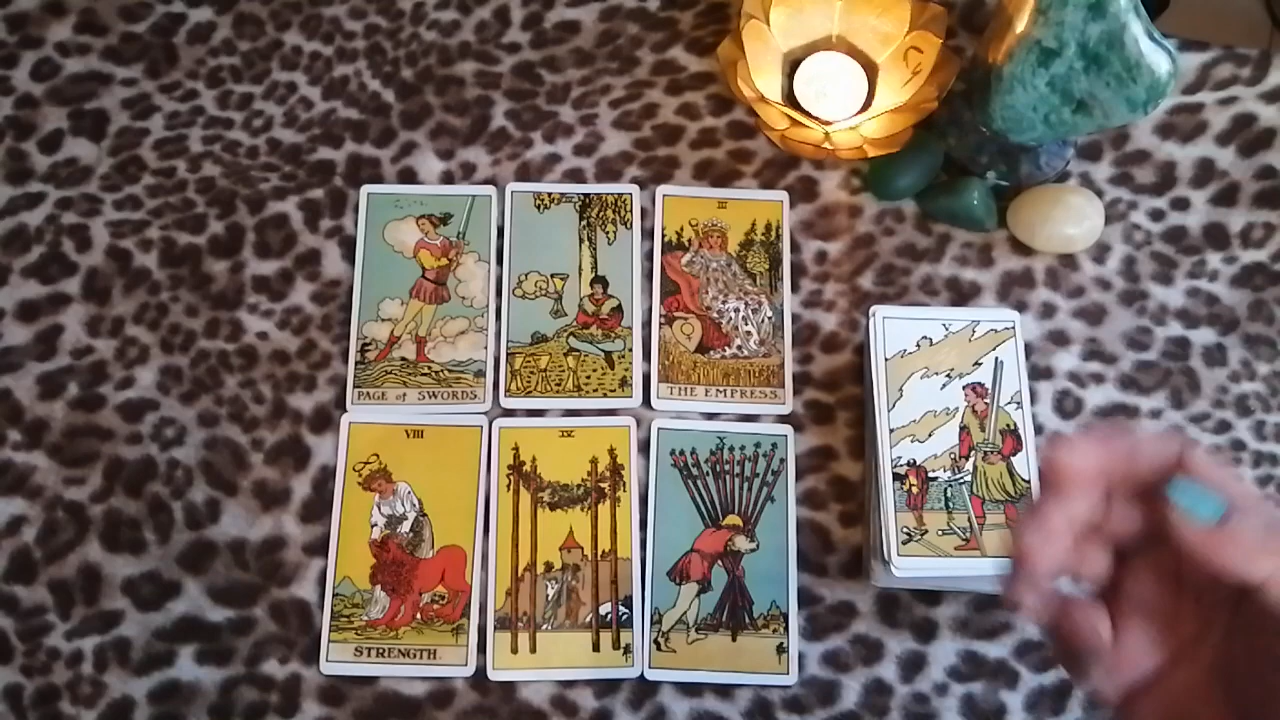 III
PAGE of SWORDS.
THE EMPRESS.
VIII
IV
X
V
STRENGTH.